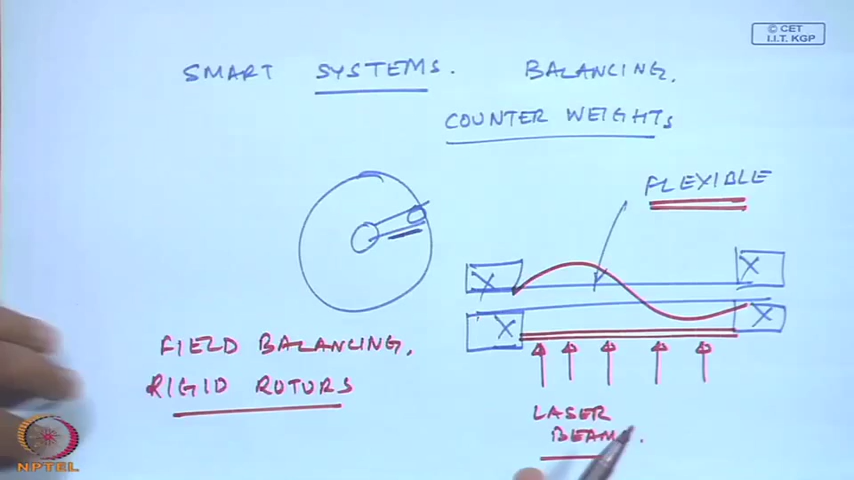 © CET
I.I.T. KGP
SMART SYSTEMS. BALANCING.
COUNTER WEIGHTS
FLEXIBLE
FIELD BALANCING.
RIGID ROTORS
LASER
BEAMS.
NPTEL